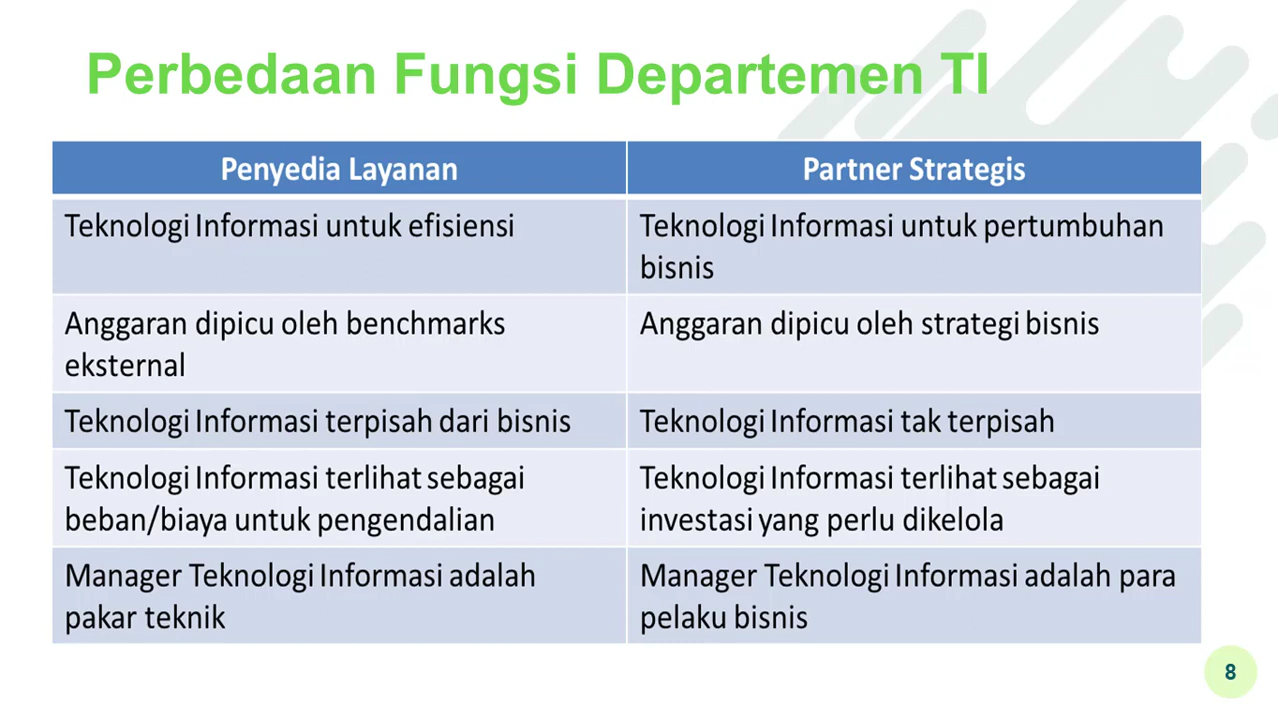 Perbedaan Fungsi Departemen TI
Penyedia Layanan
Partner Strategis
Teknologi Informasi untuk efisiensi
Teknologi Informasi untuk pertumbuhan
bisnis
Anggaran dipicu oleh benchmarks
eksternal
Anggaran dipicu oleh strategi bisnis
Teknologi Informasi terpisah dari bisnis
Teknologi Informasi tak terpisah
Teknologi Informasi terlihat sebagai
beban/biaya untuk pengendalian
Teknologi Informasi terlihat sebagai
investasi yang perlu dikelola
Manager Teknologi Informasi adalah
pakar teknik
Manager Teknologi Informasi adalah para
pelaku bisnis
8